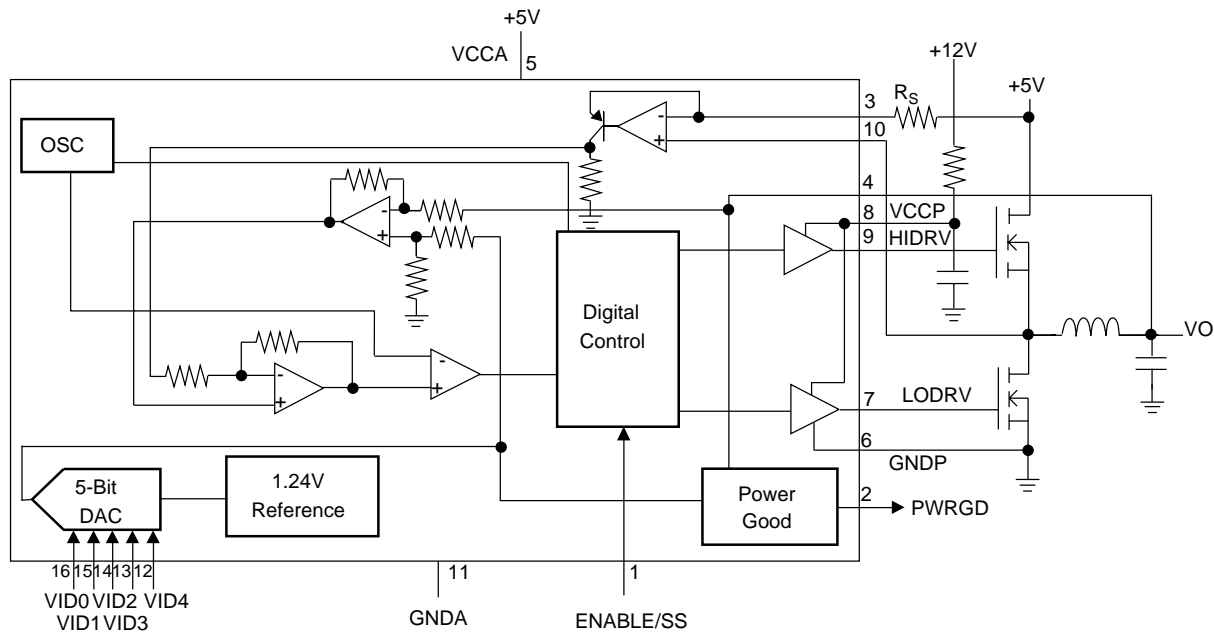 +5V
VCCA
5
+12V
+5V
3
RS
10
OSC
-
+
4
-
+
8 VCCP
9 HIDRV
Digital
Control
VO
-
+
-
+
7 LODRV
6
GNDP
5-Bit
DAC
1.24V
Reference
Power
Good
2
PWRGD
16 15 14 13 12
11
1
VID0 VID2 VID4
VID1 VID3
GNDA
ENABLE/SS